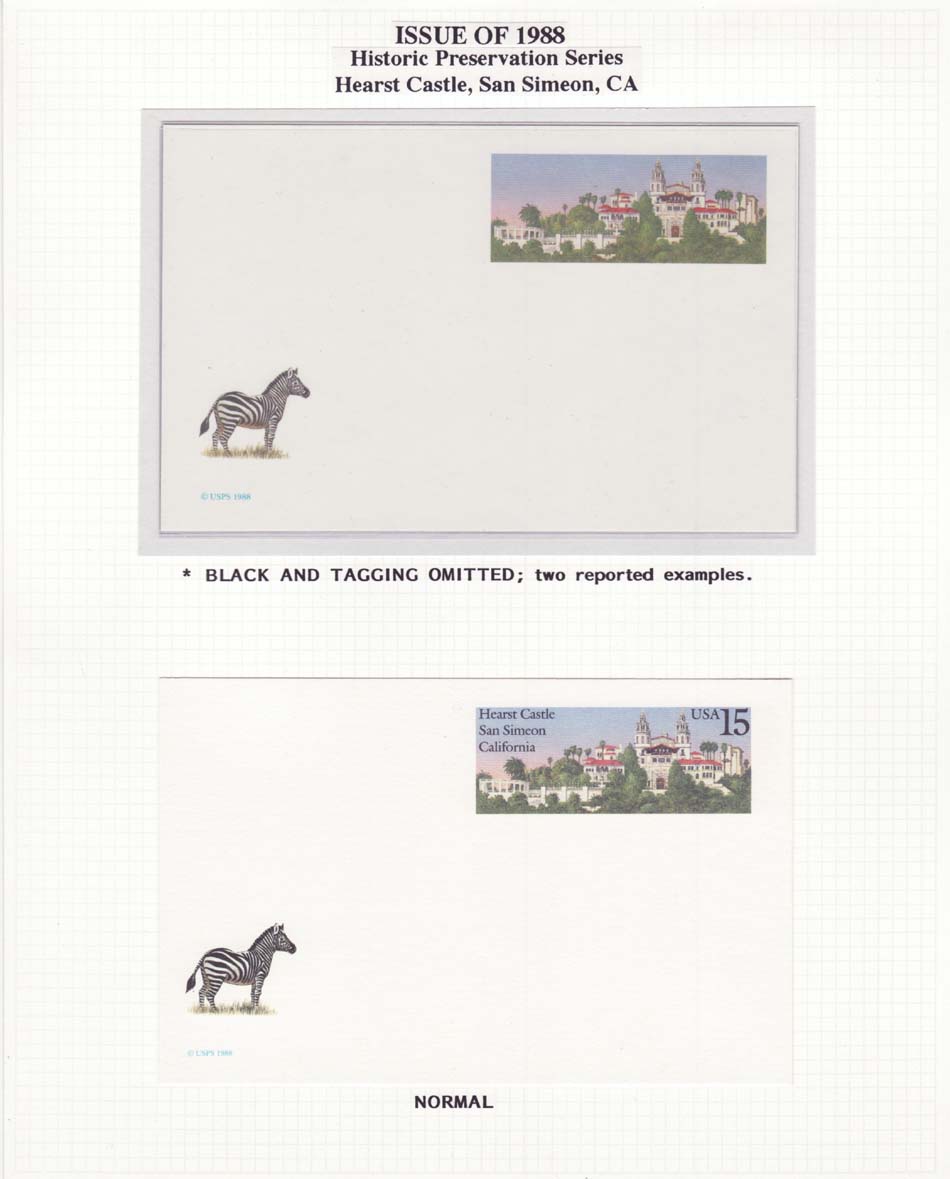 ISSUE OF 1988
Historic Preservation Series
Hearst Castle, San Simeon, CA
© USPS 1988
* BLACK AND TAGGING OMITTED; two reported examples.
Hearst Castle
San Simeon
California
USA 15
© USPS 1988
NORMAL